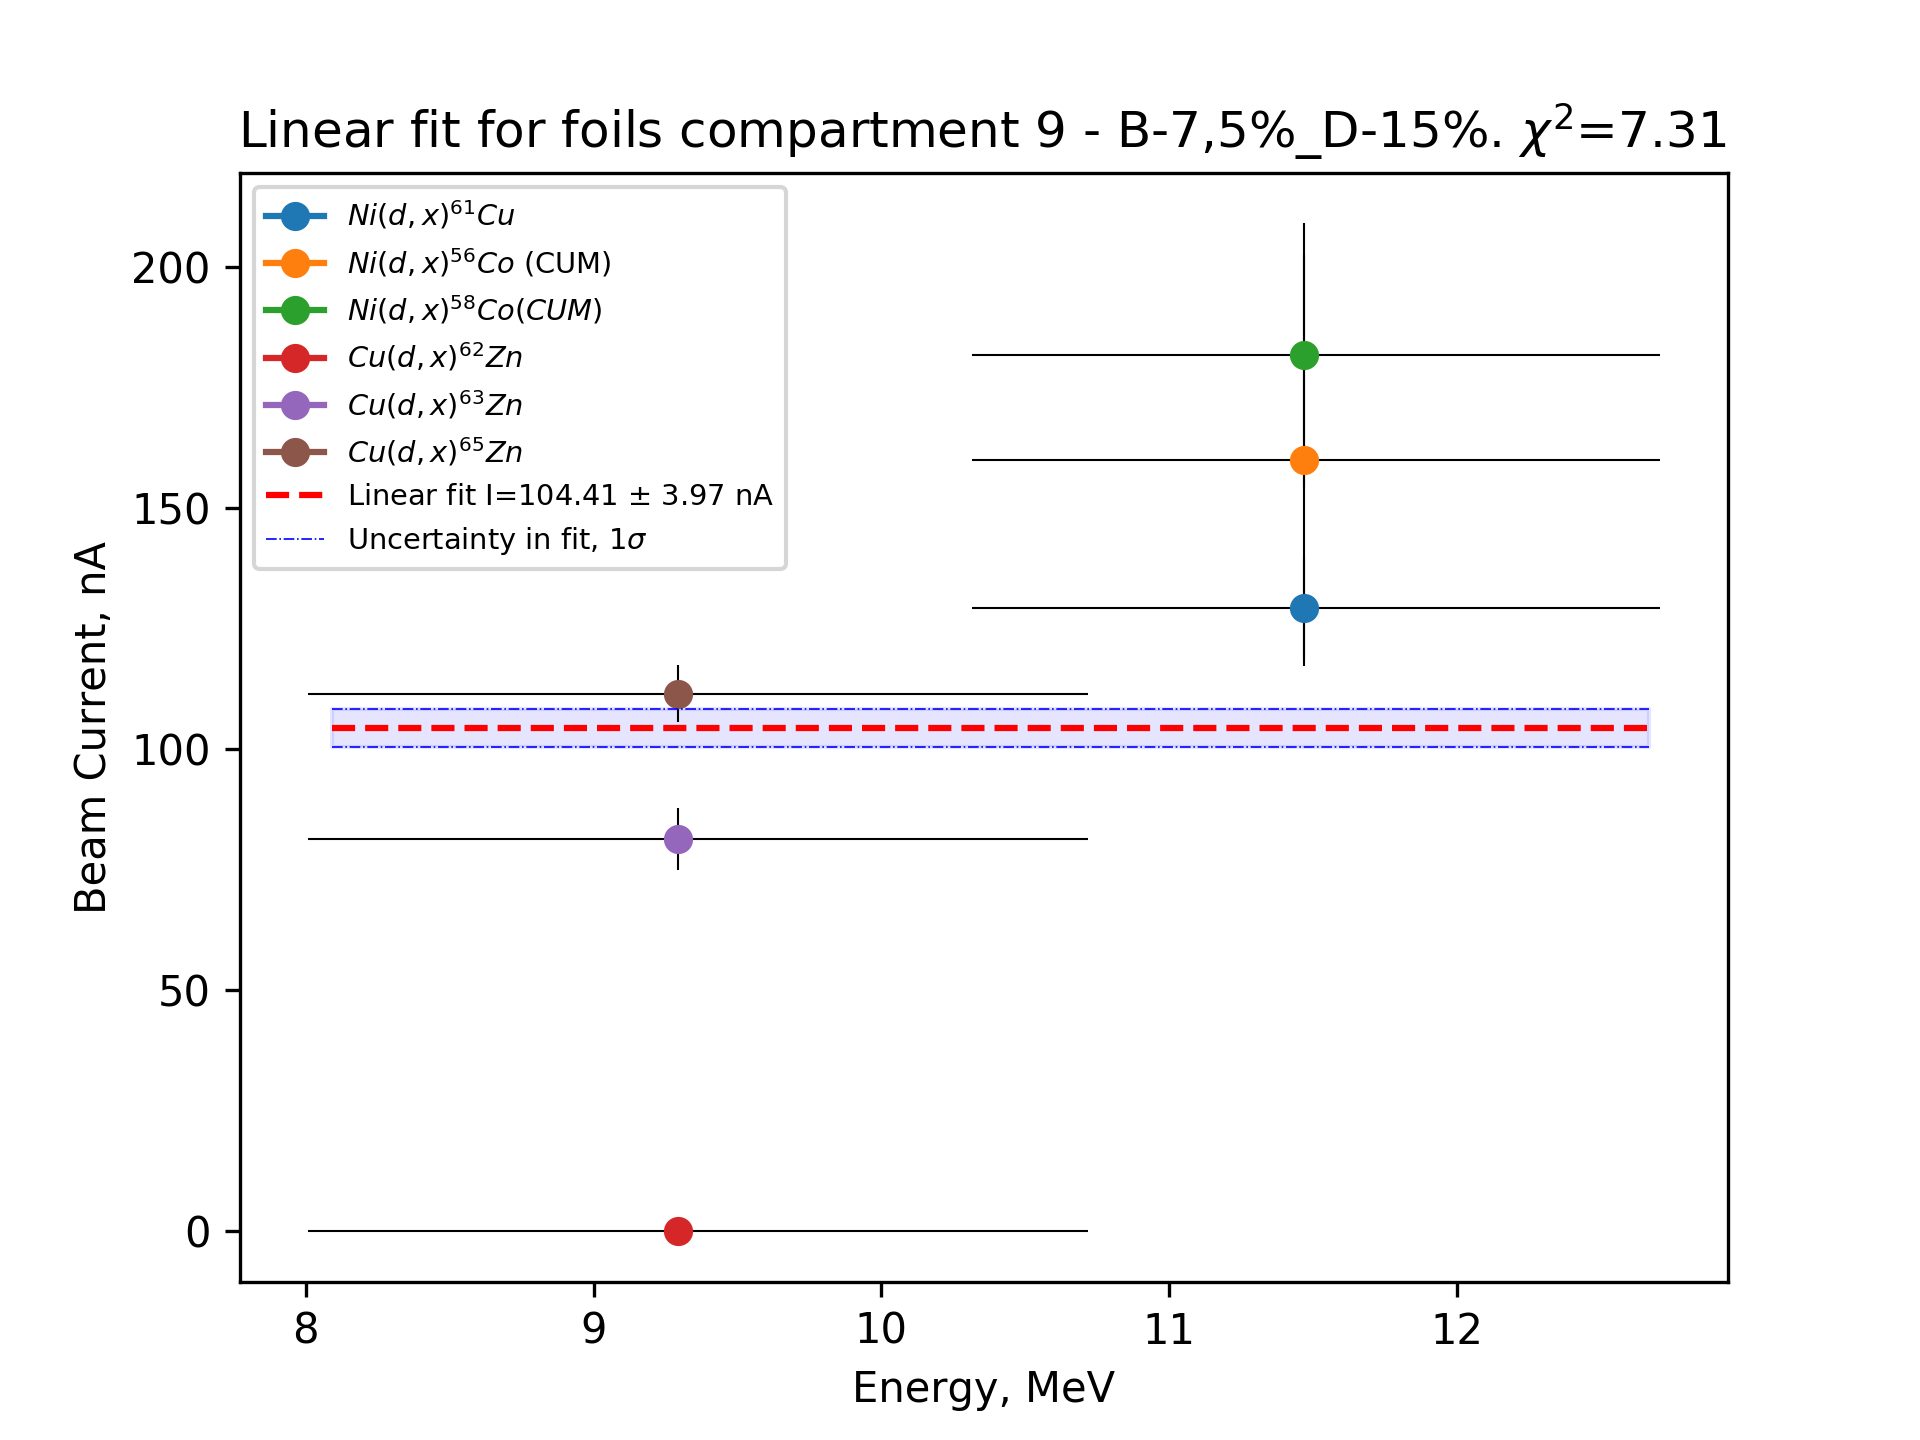 Linear fit for foils compartment 9 - B-7,5%_D-15%. χ²=7.31
Ni(d, x)⁶¹Cu
Ni(d, x)⁵⁶Co (CUM)
Ni(d, x)⁵⁸Co(CUM)
Cu(d, x)⁶²Zn
Cu(d, x)⁶³Zn
Cu(d, x)⁶⁵Zn
Linear fit I=104.41 ± 3.97 nA
Uncertainty in fit, 1σ
200
150
100
50
0
Beam Current, nA
8 9 10 11 12
Energy, MeV